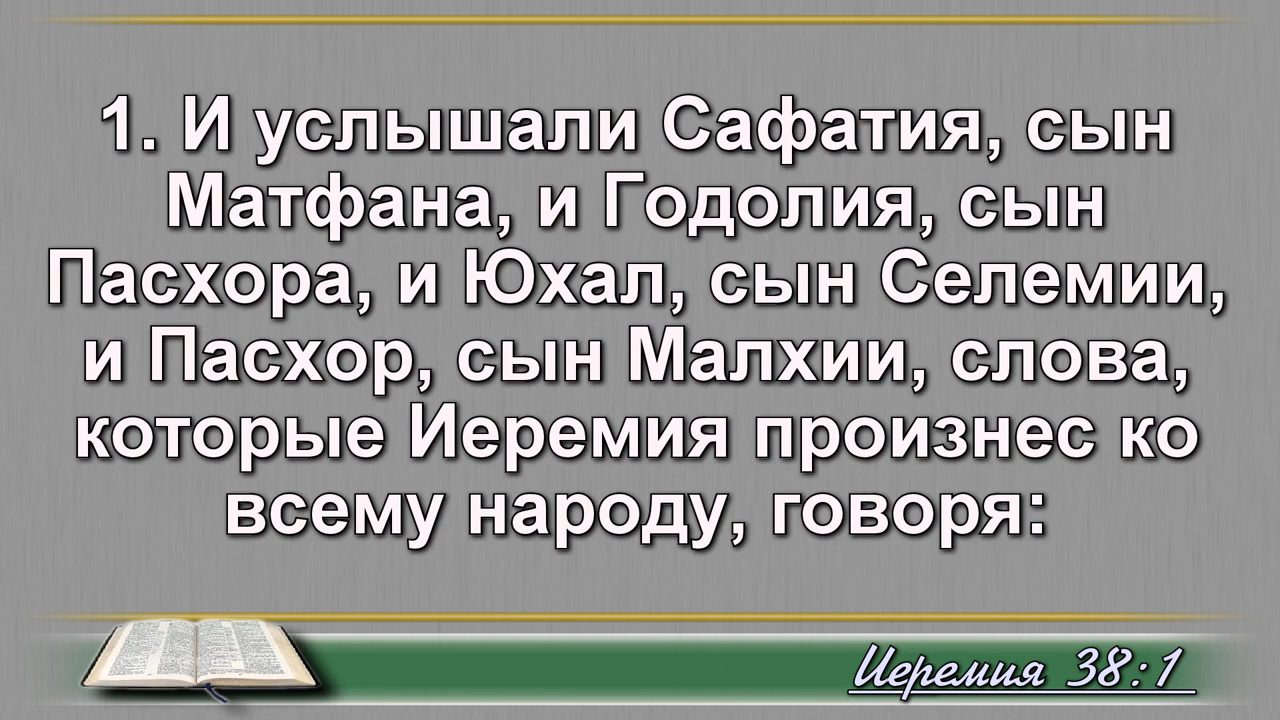 1. И услышали Сафатия, сын
Матфана, и Годолия, сын
Пасхора, и Юхал, сын Селемии,
и Пасхор, сын Малхии, слова,
которые Иеремия произнес ко
всему народу, говоря:
Иеремия 38:1